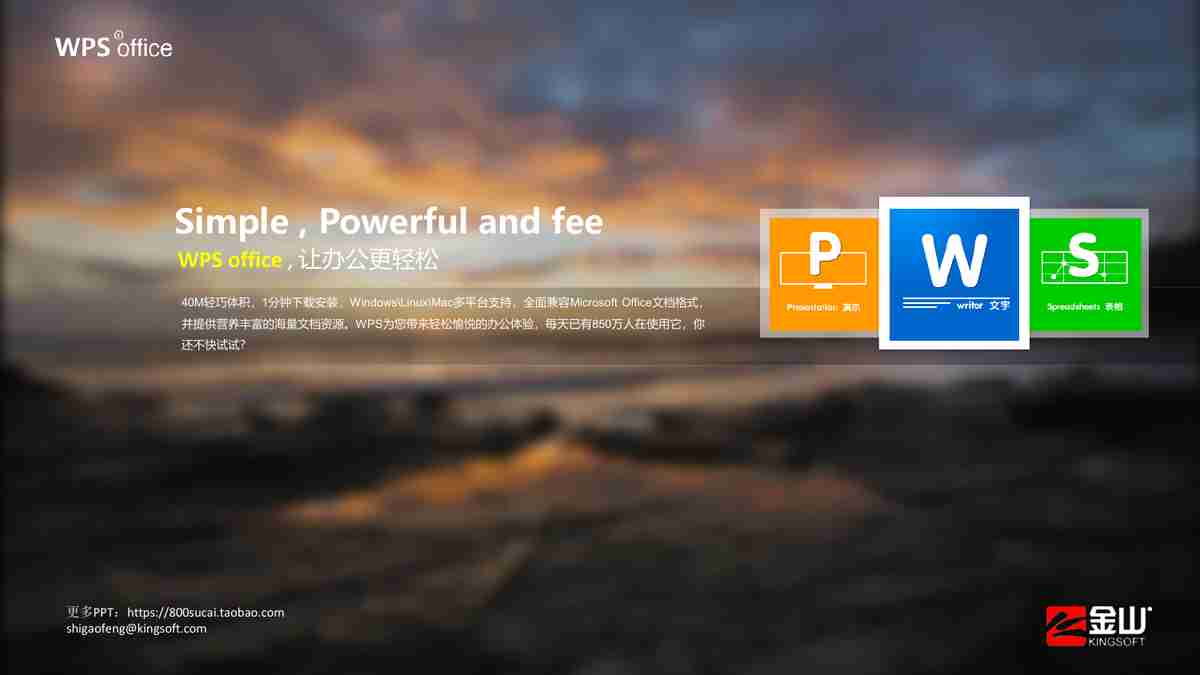 WPS office
Simple , Powerful and fee
WPS office , 让办公更轻松
40M轻巧体积，1分钟下载安装，Windows\Linux\Mac多平台支持，全面兼容Microsoft Office文档格式，
并提供营养丰富的海量文档资源。WPS为您带来轻松愉悦的办公体验，每天已有850万人在使用它，你
还不快试试？
P
Presentation 演示
W
writer 文字
S
Spreadsheets 表格
更多PPT：https://800sucai.taobao.com
shigaofeng@kingsoft.com
金山
KINGSOFT